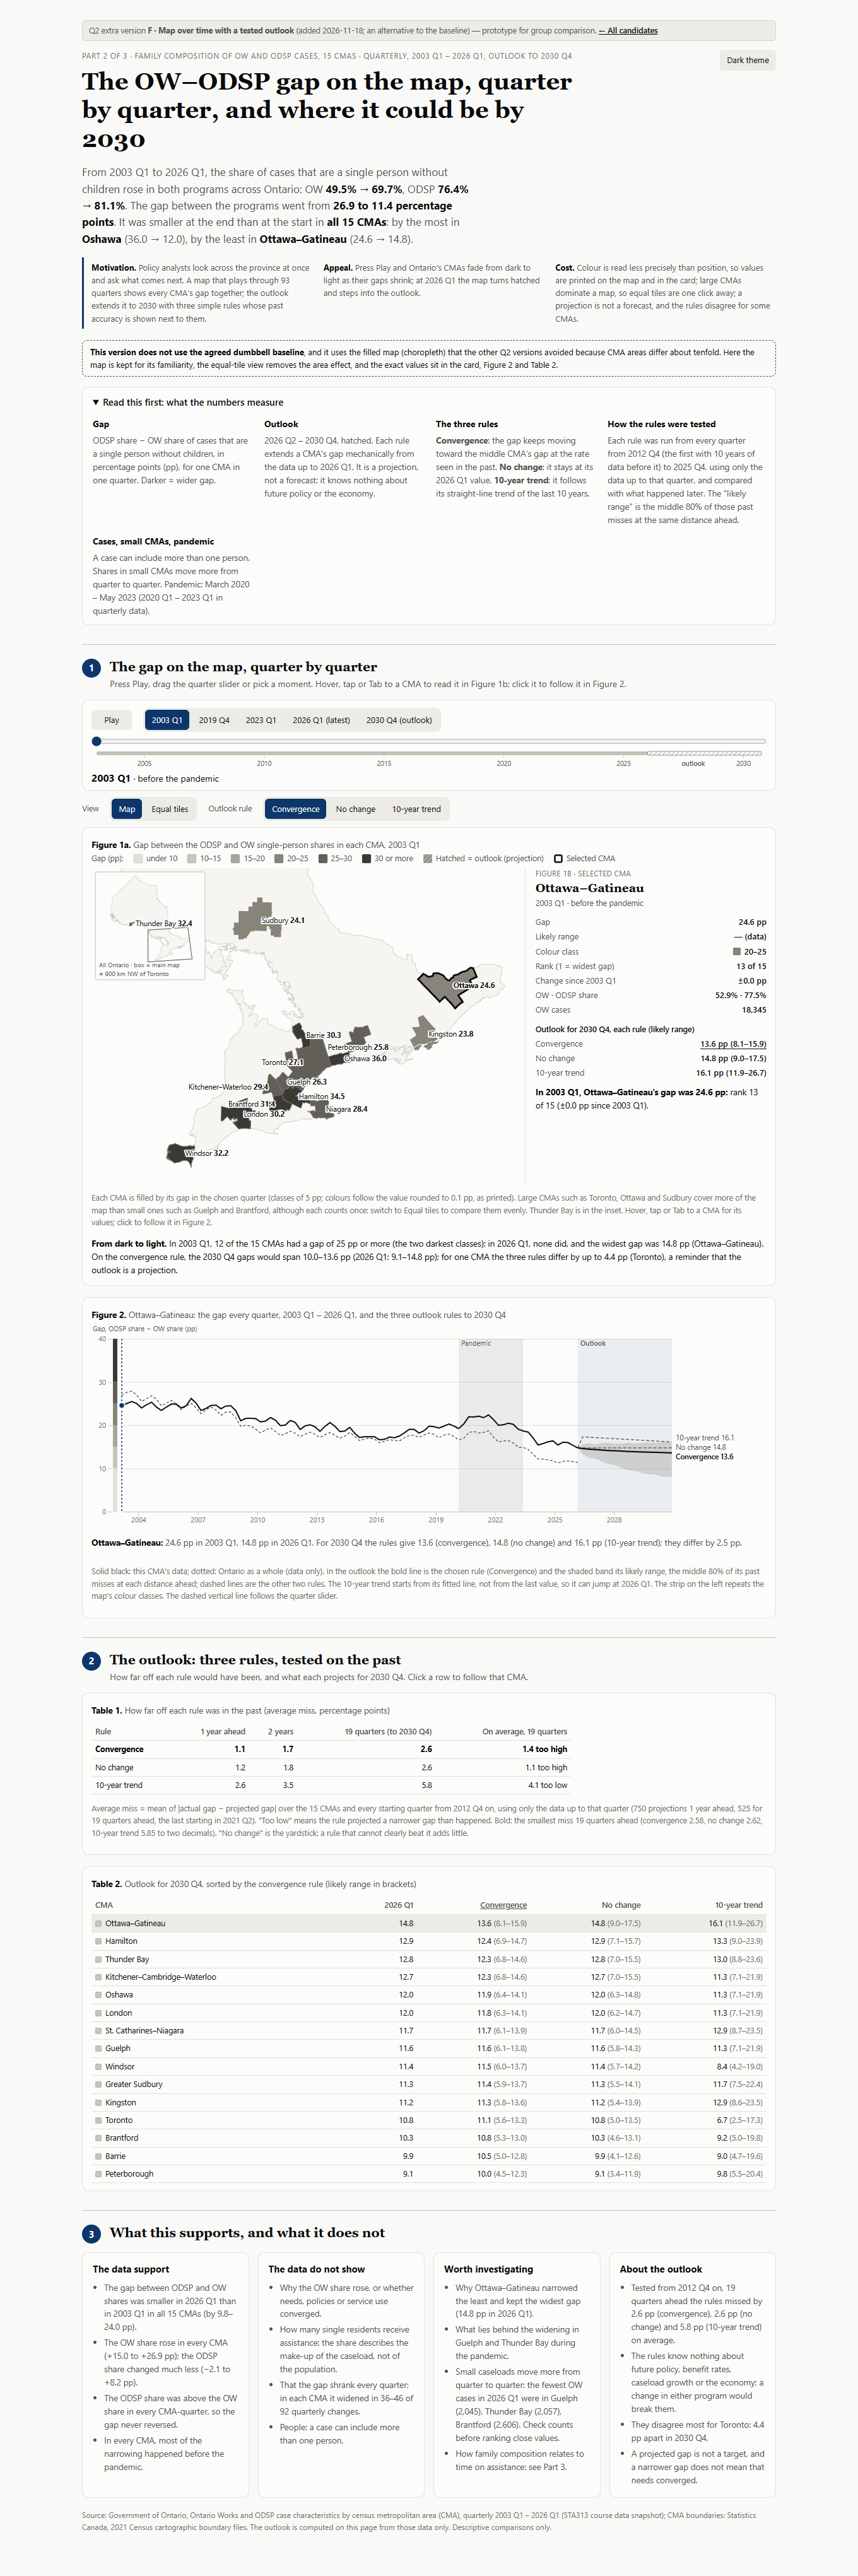 Q2 extra version F · Map over time with a tested outlook (added 2026-11-18; an alternative to the baseline) — prototype for group comparison. ← All candidates
PART 2 OF 3 · FAMILY COMPOSITION OF OW AND ODSP CASES, 15 CMAS · QUARTERLY, 2003 Q1 – 2026 Q1, OUTLOOK TO 2030 Q4
Dark theme
The OW–ODSP gap on the map, quarter
by quarter, and where it could be by
2030
From 2003 Q1 to 2026 Q1, the share of cases that are a single person without
children rose in both programs across Ontario: OW 49.5% → 69.7%, ODSP 76.4%
→ 81.1%. The gap between the programs went from 26.9 to 11.4 percentage
points. It was smaller at the end than at the start in all 15 CMAs: by the most in
Oshawa (36.0 → 12.0), by the least in Ottawa–Gatineau (24.6 → 14.8).
Motivation. Policy analysts look across the province at once
and ask what comes next. A map that plays through 93
quarters shows every CMA's gap together; the outlook
extends it to 2030 with three simple rules whose past
accuracy is shown next to them.
Appeal. Press Play and Ontario's CMAs fade from dark to
light as their gaps shrink; at 2026 Q1 the map turns hatched
and steps into the outlook.
Cost. Colour is read less precisely than position, so values
are printed on the map and in the card; large CMAs
dominate a map, so equal tiles are one click away; a
projection is not a forecast, and the rules disagree for some
CMAs.
This version does not use the agreed dumbbell baseline, and it uses the filled map (choropleth) that the other Q2 versions avoided because CMA areas differ about tenfold. Here the
map is kept for its familiarity, the equal-tile view removes the area effect, and the exact values sit in the card, Figure 2 and Table 2.
▼ Read this first: what the numbers measure
Gap
ODSP share − OW share of cases that are
a single person without children, in
percentage points (pp), for one CMA in
one quarter. Darker = wider gap.
Outlook
2026 Q2 – 2030 Q4, hatched. Each rule
extends a CMA's gap mechanically from
the data up to 2026 Q1. It is a projection,
not a forecast: it knows nothing about
future policy or the economy.
The three rules
Convergence: the gap keeps moving
toward the middle CMA's gap at the rate
seen in the past. No change: it stays at its
2026 Q1 value. 10-year trend: it follows
its straight-line trend of the last 10 years.
How the rules were tested
Each rule was run from every quarter
from 2012 Q4 (the first with 10 years of
data before it) to 2025 Q4, using only the
data up to that quarter, and compared
with what happened later. The "likely
range" is the middle 80% of those past
misses at the same distance ahead.
Cases, small CMAs, pandemic
A case can include more than one person.
Shares in small CMAs move more from
quarter to quarter. Pandemic: March 2020
– May 2023 (2020 Q1 – 2023 Q1 in
quarterly data).
1 The gap on the map, quarter by quarter
Press Play, drag the quarter slider or pick a moment. Hover, tap or Tab to a CMA to read it in Figure 1b; click it to follow it in Figure 2.
Play 2003 Q1 2019 Q4 2023 Q1 2026 Q1 (latest) 2030 Q4 (outlook)
2005 2010 2015 2020 2025 outlook 2030
2003 Q1 · before the pandemic
View Map Equal tiles Outlook rule Convergence No change 10-year trend
Figure 1a. Gap between the ODSP and OW single-person shares in each CMA, 2003 Q1
Gap (pp): under 10 10–15 15–20 20–25 25–30 30 or more Hatched = outlook (projection) Selected CMA
Thunder Bay 32.4
All Ontario · box = main map
≈ 900 km NW of Toronto
Sudbury 24.1
Ottawa 24.6
Kingston 23.8
Barrie 30.3
Peterborough 25.8
Oshawa 36.0
Toronto 27.1
Guelph 26.3
Kitchener–Waterloo 29.4
Hamilton 34.5
Brantford 31.4
London 30.2
Niagara 28.4
Windsor 32.2
FIGURE 1B · SELECTED CMA
Ottawa–Gatineau
2003 Q1 · before the pandemic
Gap 24.6 pp
Likely range — (data)
Colour class 20–25
Rank (1 = widest gap) 13 of 15
Change since 2003 Q1 ±0.0 pp
OW · ODSP share 52.9% · 77.5%
OW cases 18,345
Outlook for 2030 Q4, each rule (likely range)
Convergence 13.6 pp (8.1–15.9)
No change 14.8 pp (9.0–17.5)
10-year trend 16.1 pp (11.9–26.7)
In 2003 Q1, Ottawa–Gatineau's gap was 24.6 pp: rank 13
of 15 (±0.0 pp since 2003 Q1).
Each CMA is filled by its gap in the chosen quarter (classes of 5 pp; colours follow the value rounded to 0.1 pp, as printed). Large CMAs such as Toronto, Ottawa and Sudbury cover more of the
map than small ones such as Guelph and Brantford, although each counts once: switch to Equal tiles to compare them evenly. Thunder Bay is in the inset. Hover, tap or Tab to a CMA for its
values; click to follow it in Figure 2.
From dark to light. In 2003 Q1, 12 of the 15 CMAs had a gap of 25 pp or more (the two darkest classes); in 2026 Q1, none did, and the widest gap was 14.8 pp (Ottawa–Gatineau).
On the convergence rule, the 2030 Q4 gaps would span 10.0–13.6 pp (2026 Q1: 9.1–14.8 pp); for one CMA the three rules differ by up to 4.4 pp (Toronto), a reminder that the
outlook is a projection.
Figure 2. Ottawa–Gatineau: the gap every quarter, 2003 Q1 – 2026 Q1, and the three outlook rules to 2030 Q4
Gap, ODSP share − OW share (pp)
40
30
20
10
0
Pandemic
Outlook
10-year trend 16.1
No change 14.8
Convergence 13.6
2004 2007 2010 2013 2016 2019 2022 2025 2028
Ottawa–Gatineau: 24.6 pp in 2003 Q1, 14.8 pp in 2026 Q1. For 2030 Q4 the rules give 13.6 (convergence), 14.8 (no change) and 16.1 pp (10-year trend); they differ by 2.5 pp.
Solid black: this CMA's data; dotted: Ontario as a whole (data only). In the outlook the bold line is the chosen rule (Convergence) and the shaded band its likely range, the middle 80% of its past
misses at each distance ahead; dashed lines are the other two rules. The 10-year trend starts from its fitted line, not from the last value, so it can jump at 2026 Q1. The strip on the left repeats the
map's colour classes. The dashed vertical line follows the quarter slider.
2 The outlook: three rules, tested on the past
How far off each rule would have been, and what each projects for 2030 Q4. Click a row to follow that CMA.
Table 1. How far off each rule was in the past (average miss, percentage points)
Rule 1 year ahead 2 years 19 quarters (to 2030 Q4) On average, 19 quarters
Convergence 1.1 1.7 2.6 1.4 too high
No change 1.2 1.8 2.6 1.1 too high
10-year trend 2.6 3.5 5.8 4.1 too low
Average miss = mean of |actual gap − projected gap| over the 15 CMAs and every starting quarter from 2012 Q4 on, using only the data up to that quarter (750 projections 1 year ahead, 525 for
19 quarters ahead, the last starting in 2021 Q2). "Too low" means the rule projected a narrower gap than happened. Bold: the smallest miss 19 quarters ahead (convergence 2.58, no change 2.62,
10-year trend 5.85 to two decimals). "No change" is the yardstick: a rule that cannot clearly beat it adds little.
Table 2. Outlook for 2030 Q4, sorted by the convergence rule (likely range in brackets)
CMA 2026 Q1 Convergence No change 10-year trend
Ottawa–Gatineau 14.8 13.6 (8.1–15.9) 14.8 (9.0–17.5) 16.1 (11.9–26.7)
Hamilton 12.9 12.4 (6.9–14.7) 12.9 (7.1–15.7) 13.3 (9.0–23.9)
Thunder Bay 12.8 12.3 (6.8–14.6) 12.8 (7.0–15.5) 13.0 (8.8–23.6)
Kitchener–Cambridge–Waterloo 12.7 12.3 (6.8–14.6) 12.7 (7.0–15.5) 11.3 (7.1–21.9)
Oshawa 12.0 11.9 (6.4–14.1) 12.0 (6.3–14.8) 11.3 (7.1–21.9)
London 12.0 11.8 (6.3–14.1) 12.0 (6.2–14.7) 11.3 (7.1–21.9)
St. Catharines–Niagara 11.7 11.7 (6.1–13.9) 11.7 (6.0–14.5) 12.9 (8.7–23.5)
Guelph 11.6 11.6 (6.1–13.8) 11.6 (5.8–14.3) 11.3 (7.1–21.9)
Windsor 11.4 11.5 (6.0–13.7) 11.4 (5.7–14.2) 8.4 (4.2–19.0)
Greater Sudbury 11.3 11.4 (5.9–13.7) 11.3 (5.5–14.1) 11.7 (7.5–22.4)
Kingston 11.2 11.3 (5.8–13.6) 11.2 (5.4–13.9) 12.9 (8.6–23.5)
Toronto 10.8 11.1 (5.6–13.3) 10.8 (5.0–13.5) 6.7 (2.5–17.3)
Brantford 10.3 10.8 (5.3–13.0) 10.3 (4.6–13.1) 9.2 (5.0–19.8)
Barrie 9.9 10.5 (5.0–12.8) 9.9 (4.1–12.6) 9.0 (4.7–19.6)
Peterborough 9.1 10.0 (4.5–12.3) 9.1 (3.4–11.9) 9.8 (5.5–20.4)
3 What this supports, and what it does not
The data support
• The gap between ODSP and OW
shares was smaller in 2026 Q1 than
in 2003 Q1 in all 15 CMAs (by 9.8–
24.0 pp).
• The OW share rose in every CMA
(+15.0 to +26.9 pp); the ODSP
share changed much less (−2.1 to
+8.2 pp).
• The ODSP share was above the OW
share in every CMA-quarter, so the
gap never reversed.
• In every CMA, most of the
narrowing happened before the
pandemic.
The data do not show
• Why the OW share rose, or whether
needs, policies or service use
converged.
• How many single residents receive
assistance: the share describes the
make-up of the caseload, not of
the population.
• That the gap shrank every quarter:
in each CMA it widened in 36–46 of
92 quarterly changes.
• People: a case can include more
than one person.
Worth investigating
• Why Ottawa–Gatineau narrowed
the least and kept the widest gap
(14.8 pp in 2026 Q1).
• What lies behind the widening in
Guelph and Thunder Bay during
the pandemic.
• Small caseloads move more from
quarter to quarter: the fewest OW
cases in 2026 Q1 were in Guelph
(2,045), Thunder Bay (2,057),
Brantford (2,606). Check counts
before ranking close values.
• How family composition relates to
time on assistance: see Part 3.
About the outlook
• Tested from 2012 Q4 on, 19
quarters ahead the rules missed by
2.6 pp (convergence), 2.6 pp (no
change) and 5.8 pp (10-year trend)
on average.
• The rules know nothing about
future policy, benefit rates,
caseload growth or the economy; a
change in either program would
break them.
• They disagree most for Toronto: 4.4
pp apart in 2030 Q4.
• A projected gap is not a target, and
a narrower gap does not mean that
needs converged.
Source: Government of Ontario, Ontario Works and ODSP case characteristics by census metropolitan area (CMA), quarterly 2003 Q1 – 2026 Q1 (STA313 course data snapshot); CMA boundaries: Statistics
Canada, 2021 Census cartographic boundary files. The outlook is computed on this page from those data only. Descriptive comparisons only.